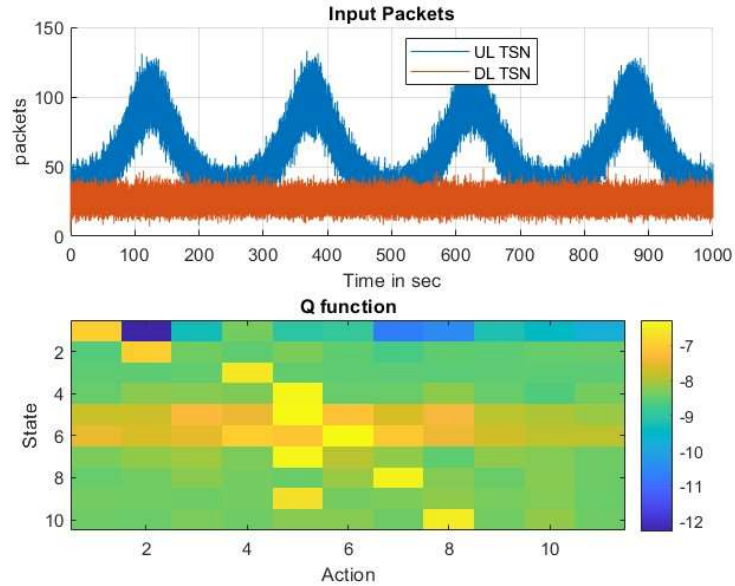 Input Packets
150
100
50
0
packets
UL TSN
DL TSN
0 100 200 300 400 500 600 700 800 900 1000
Time in sec
Q function
2
4
6
8
10
State
2 4 6 8 10
Action
-7
-8
-9
-10
-11
-12